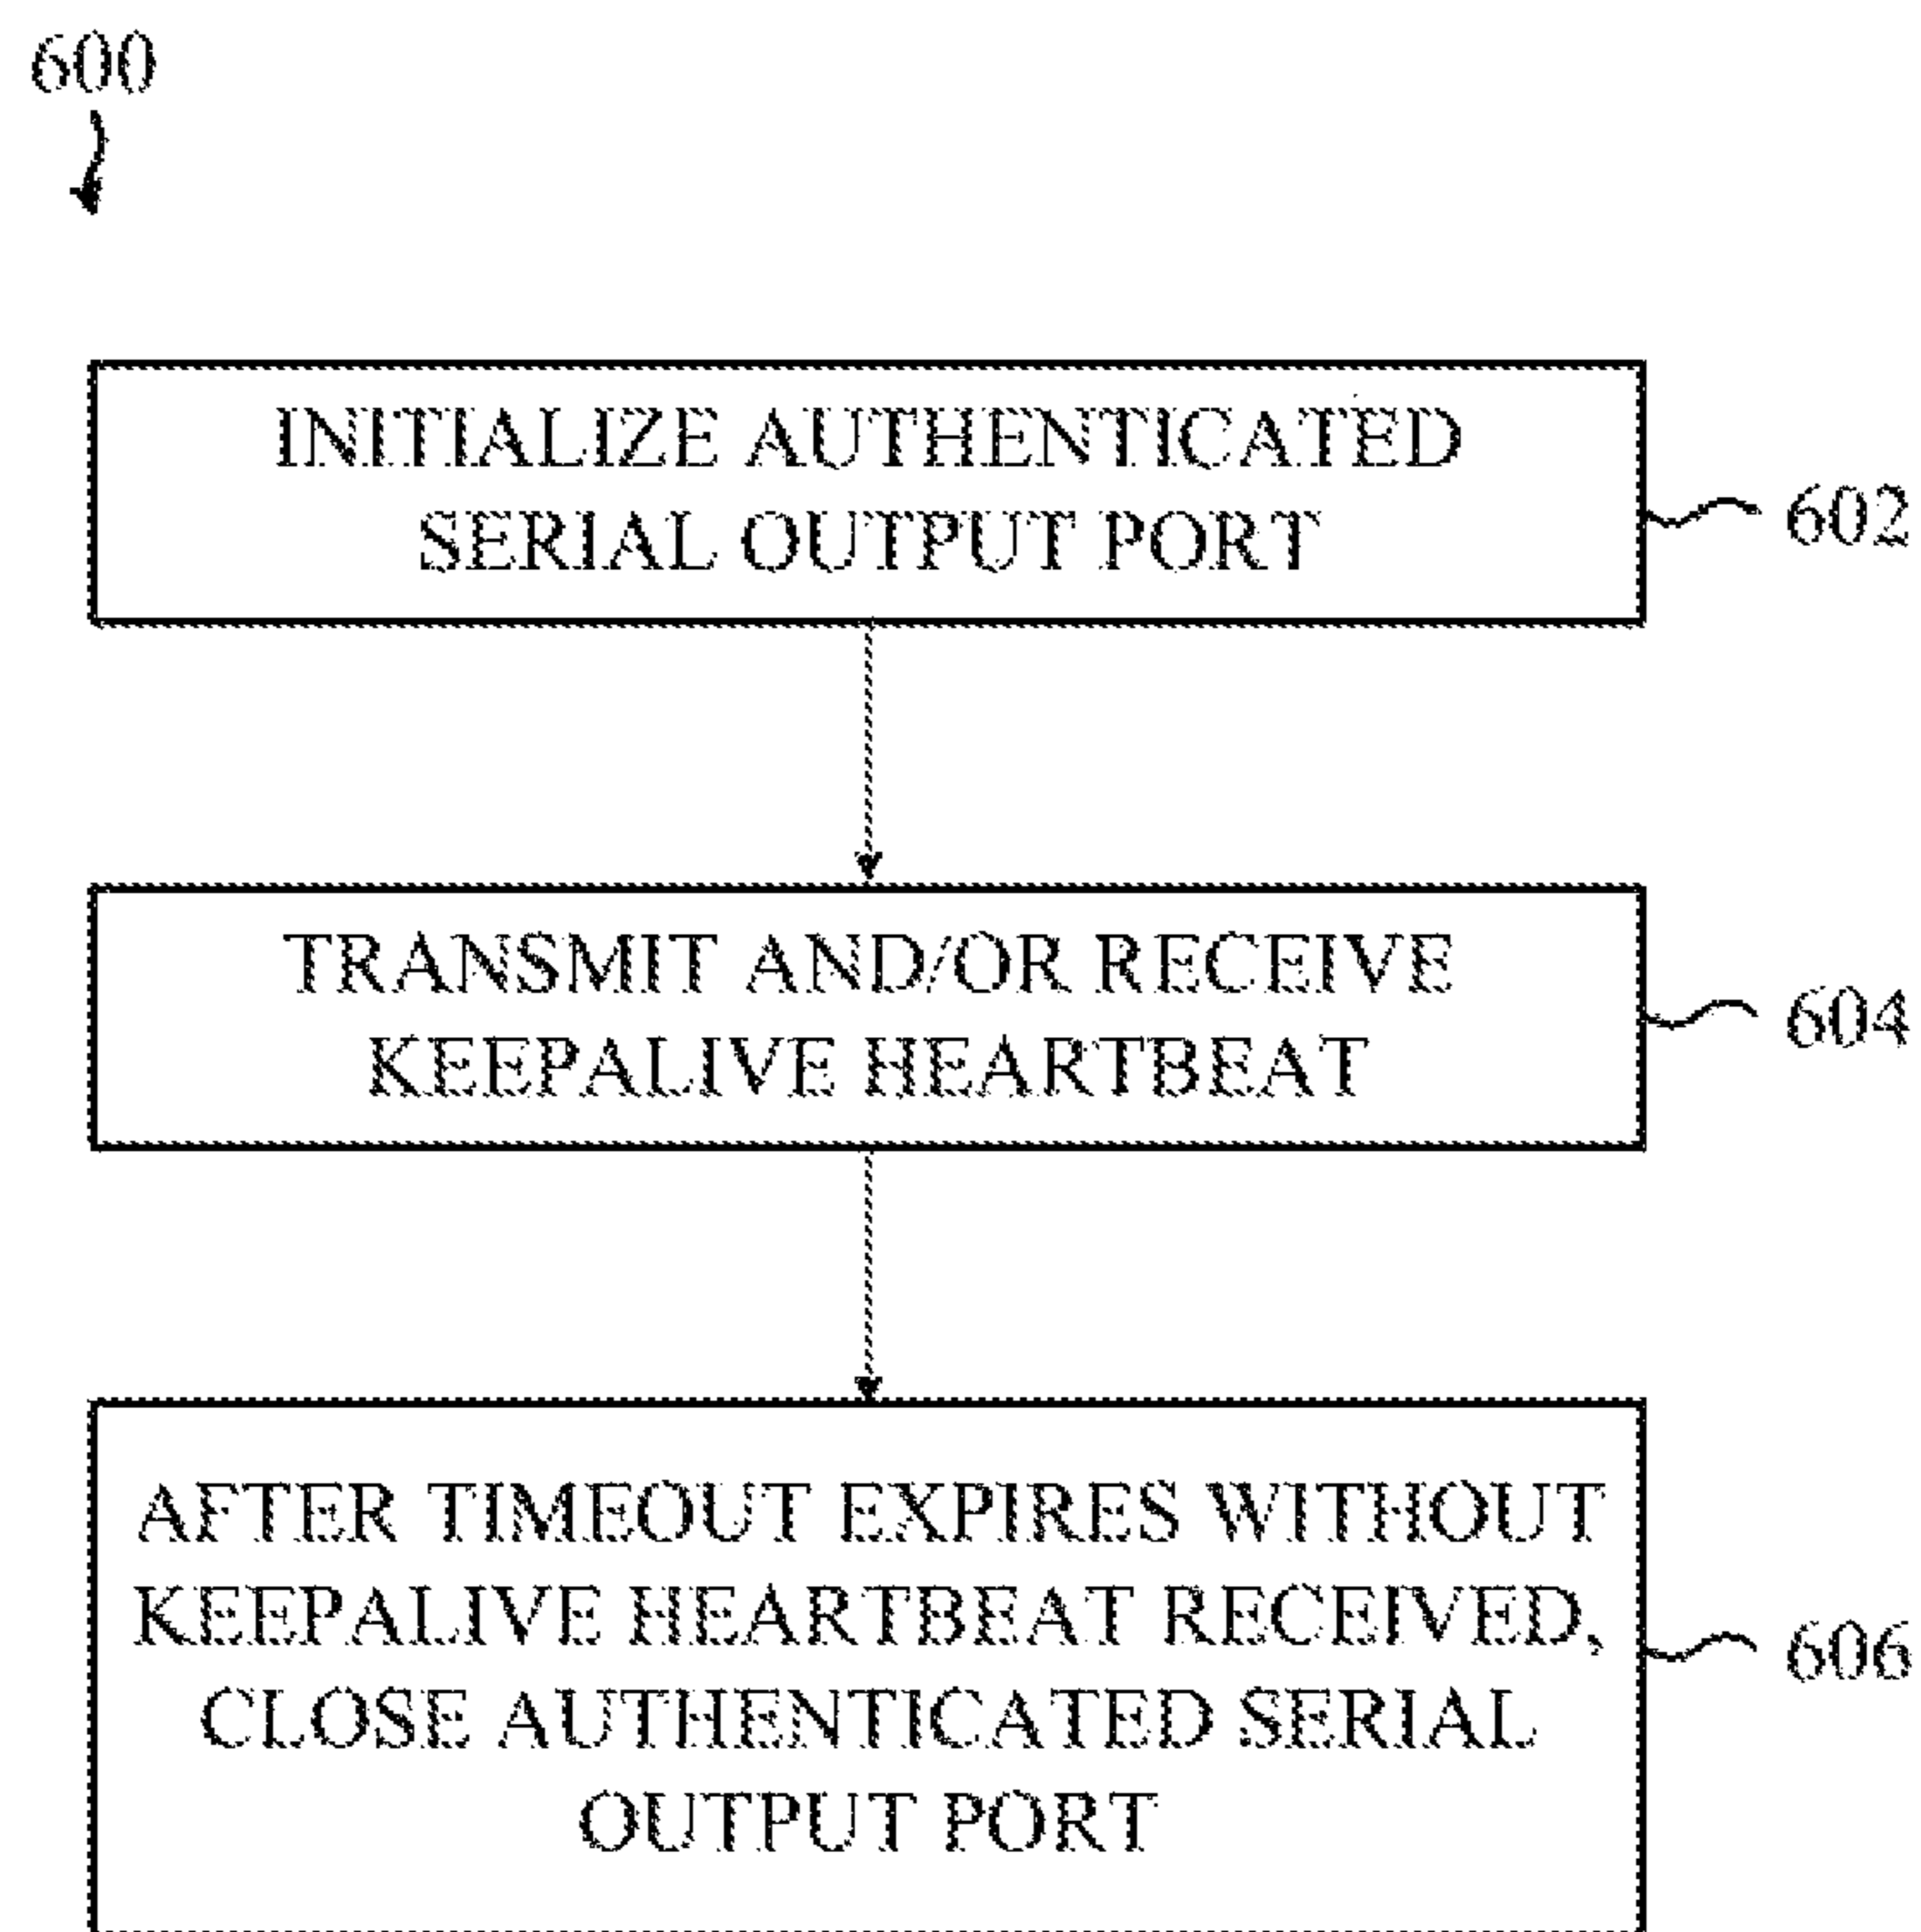 600
INITIALIZE AUTHENTICATED
SERIAL OUTPUT PORT
602
TRANSMIT AND/OR RECEIVE
KEEPALIVE HEARTBEAT
604
AFTER TIMEOUT EXPIRES WITHOUT
KEEPALIVE HEARTBEAT RECEIVED,
CLOSE AUTHENTICATED SERIAL
OUTPUT PORT
606